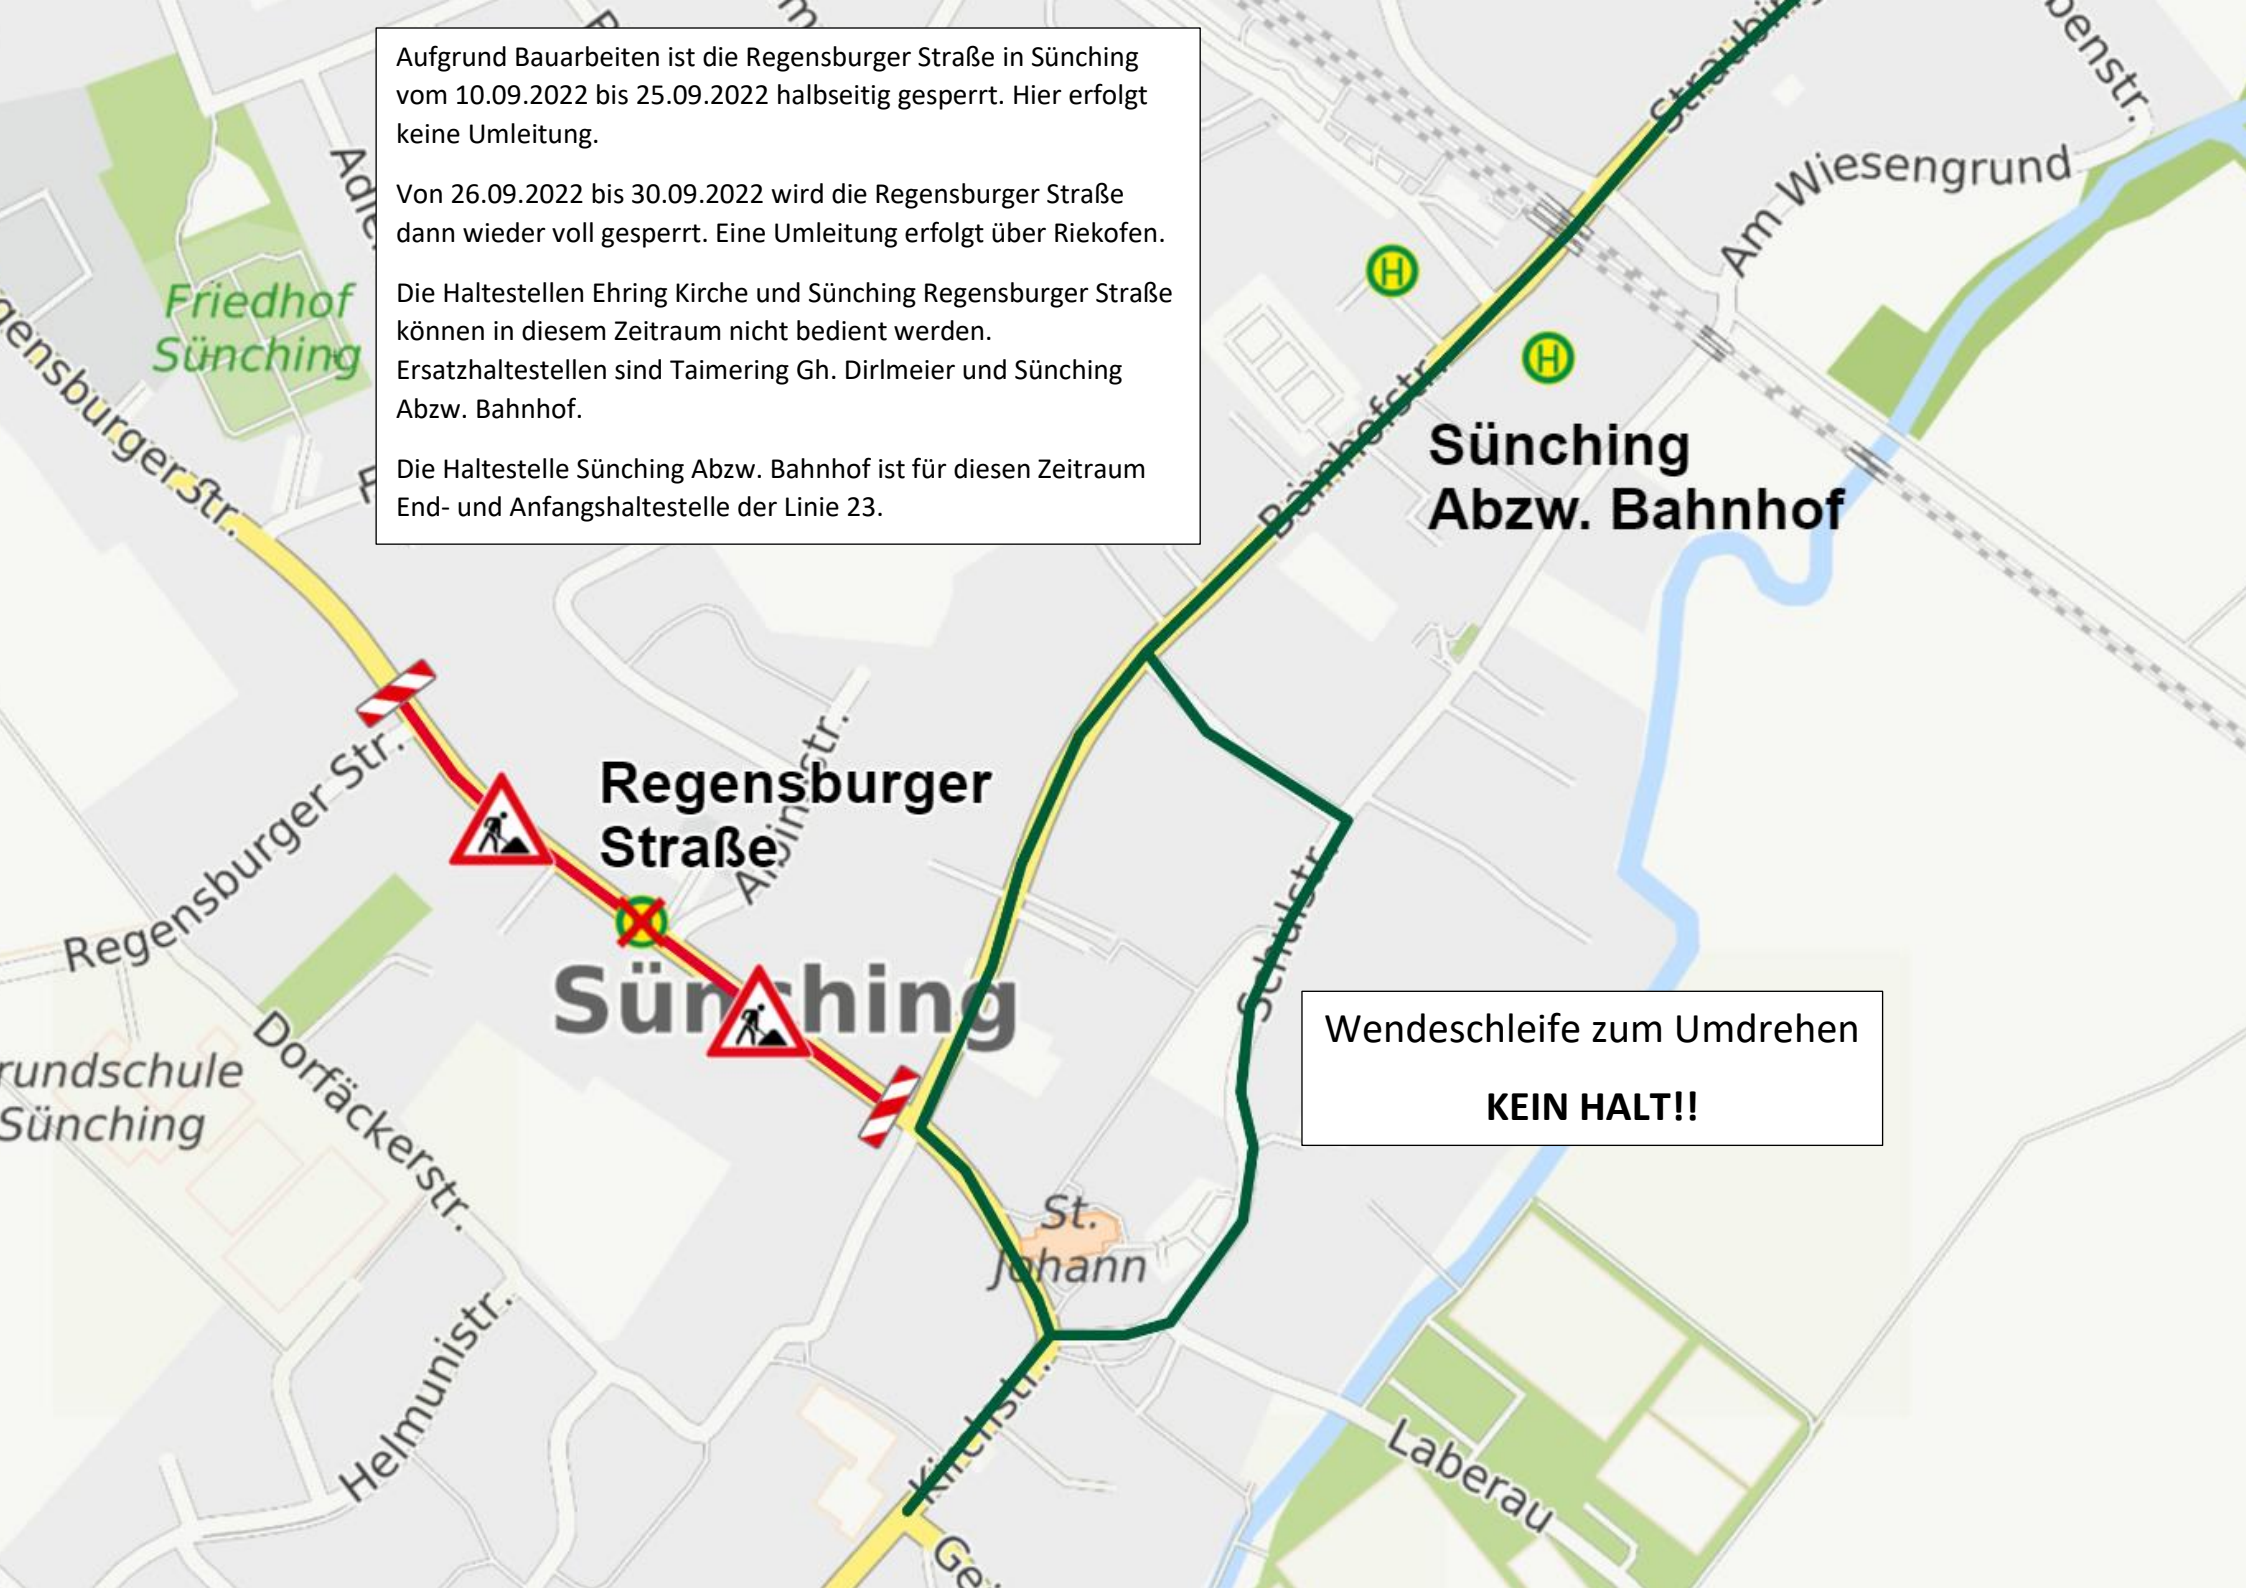 Aufgrund Bauarbeiten ist die Regensburger Straße in Sünching
vom 10.09.2022 bis 25.09.2022 halbseitig gesperrt. Hier erfolgt
keine Umleitung.
Von 26.09.2022 bis 30.09.2022 wird die Regensburger Straße
dann wieder voll gesperrt. Eine Umleitung erfolgt über Riekofen.
Die Haltestellen Ehring Kirche und Sünching Regensburger Straße
können in diesem Zeitraum nicht bedient werden.
Ersatzhaltestellen sind Taimering Gh. Dirlmeier und Sünching
Abzw. Bahnhof.
Die Haltestelle Sünching Abzw. Bahnhof ist für diesen Zeitraum
End- und Anfangshaltestelle der Linie 23.
benstr.
Am Wiesengrund
H
H
Friedhof
Sünching
gensburger Str.
Bahnhofstr.
Sünching
Abzw. Bahnhof
Regensburger Str.
Regensburger
Straße
Albinstr.
Sünching
Schulstr.
Wendeschleife zum Umdrehen
KEIN HALT!!
rundschule
Sünching
Dorfäckerstr.
St.
Johann
Helmunistr.
Kirchstr.
Laberau